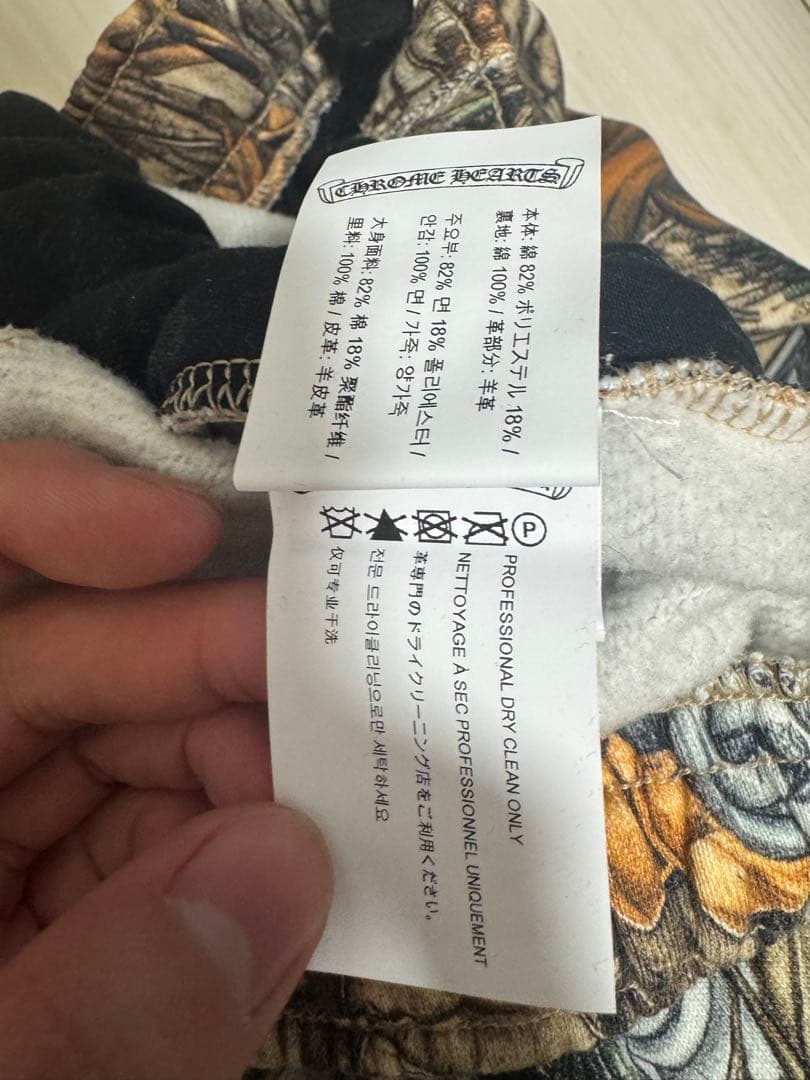 CHROME HEARTS
本体: 綿 82% ポリエステル 18% /
裏地: 綿 100% / 革部分: 羊革
주요부: 82% 면 18% 폴리에스터 /
안감: 100% 면 / 가죽: 양가죽
大身面料: 82% 棉 18% 聚酯纤维 /
里料: 100% 棉 / 皮革: 羊皮革
P
PROFESSIONAL DRY CLEAN ONLY
NETTOYAGE À SEC PROFESSIONNEL UNIQUEMENT
革専門のドライクリーニング店をご利用ください。
전문 드라이클리닝으로만 세탁하세요
仅可专业干洗